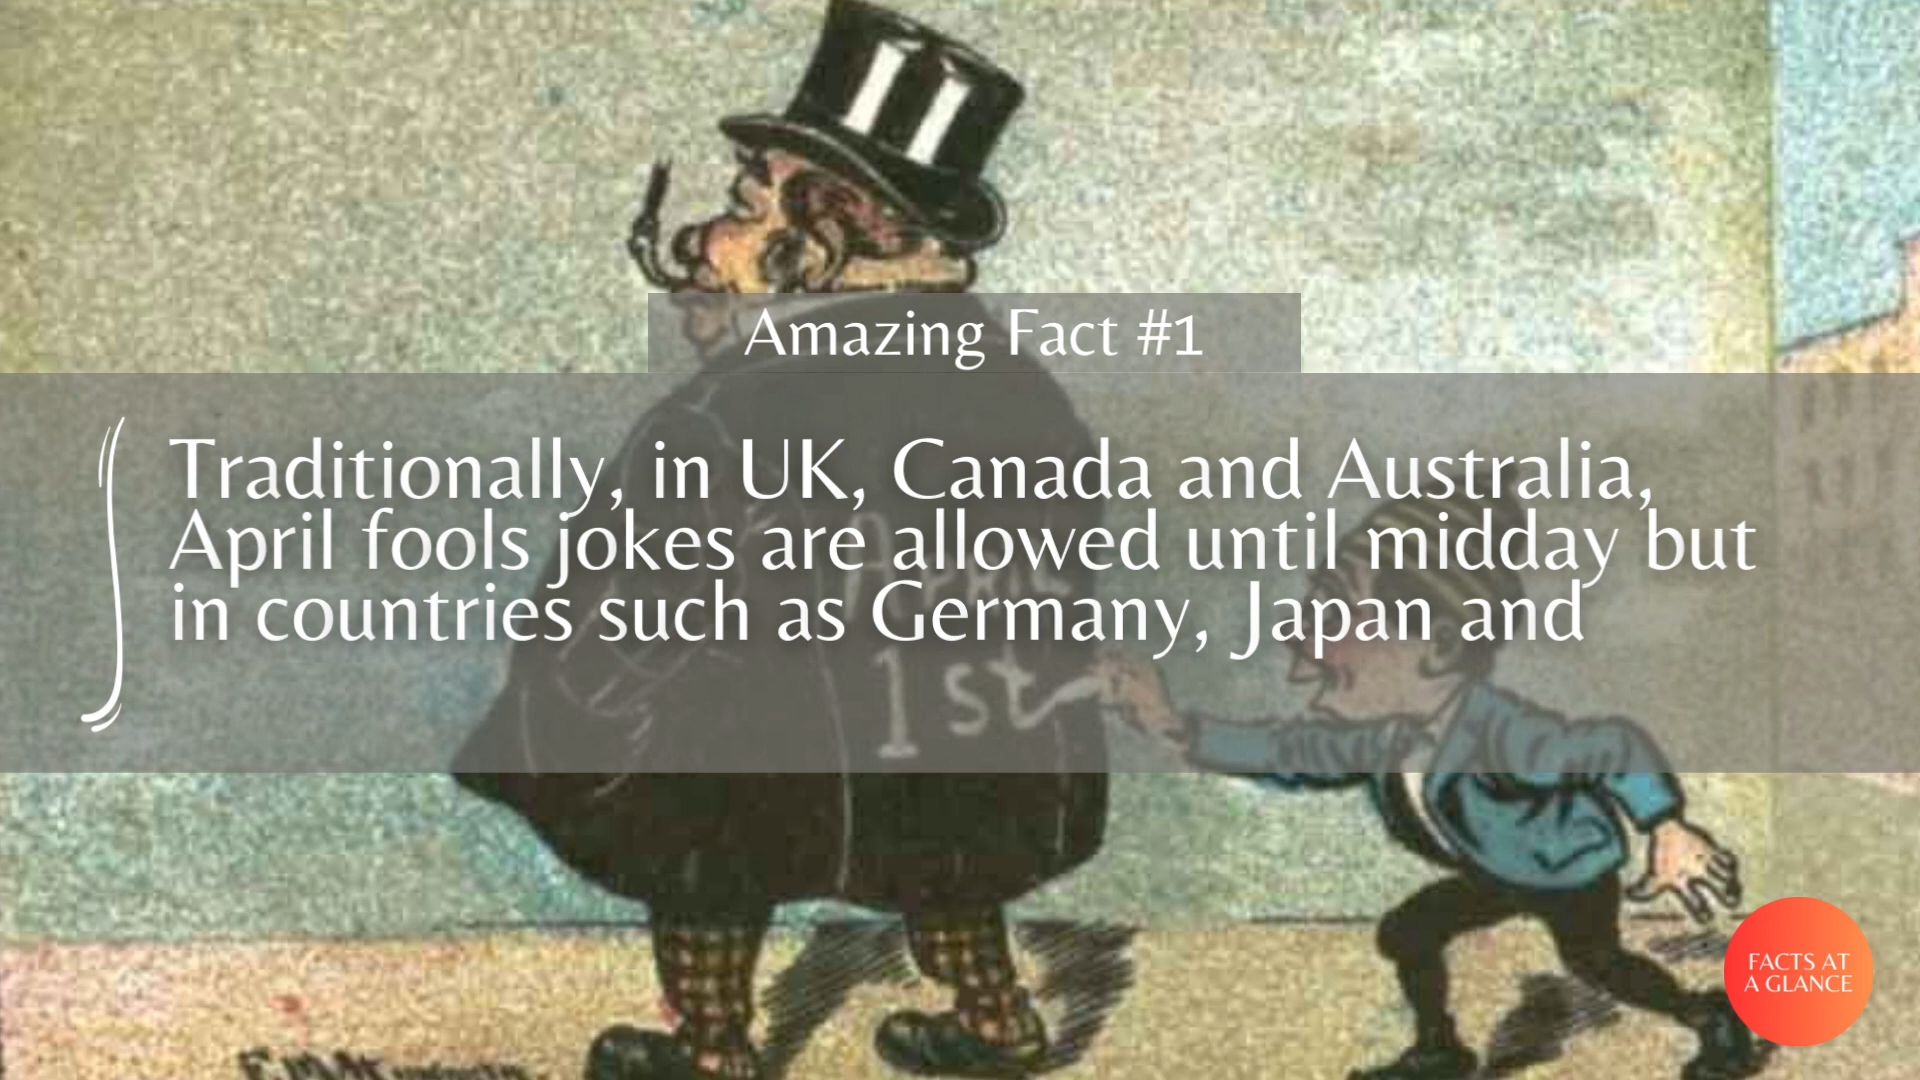 Amazing Fact #1
Traditionally, in UK, Canada and Australia,
April fools jokes are allowed until midday but
in countries such as Germany, Japan and
1st
FACTS AT
A GLANCE